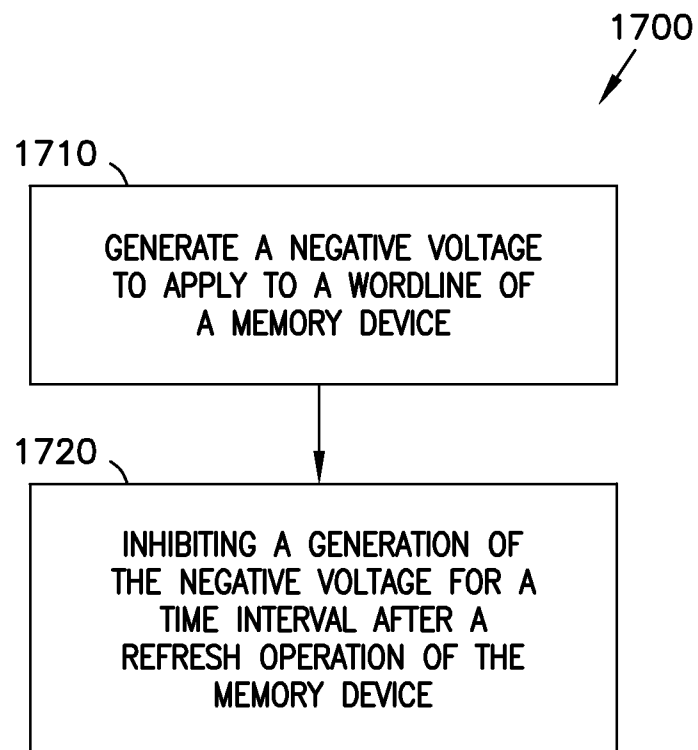 1700
1710
GENERATE A NEGATIVE VOLTAGE
TO APPLY TO A WORDLINE OF
A MEMORY DEVICE
1720
INHIBITING A GENERATION OF
THE NEGATIVE VOLTAGE FOR A
TIME INTERVAL AFTER A
REFRESH OPERATION OF THE
MEMORY DEVICE